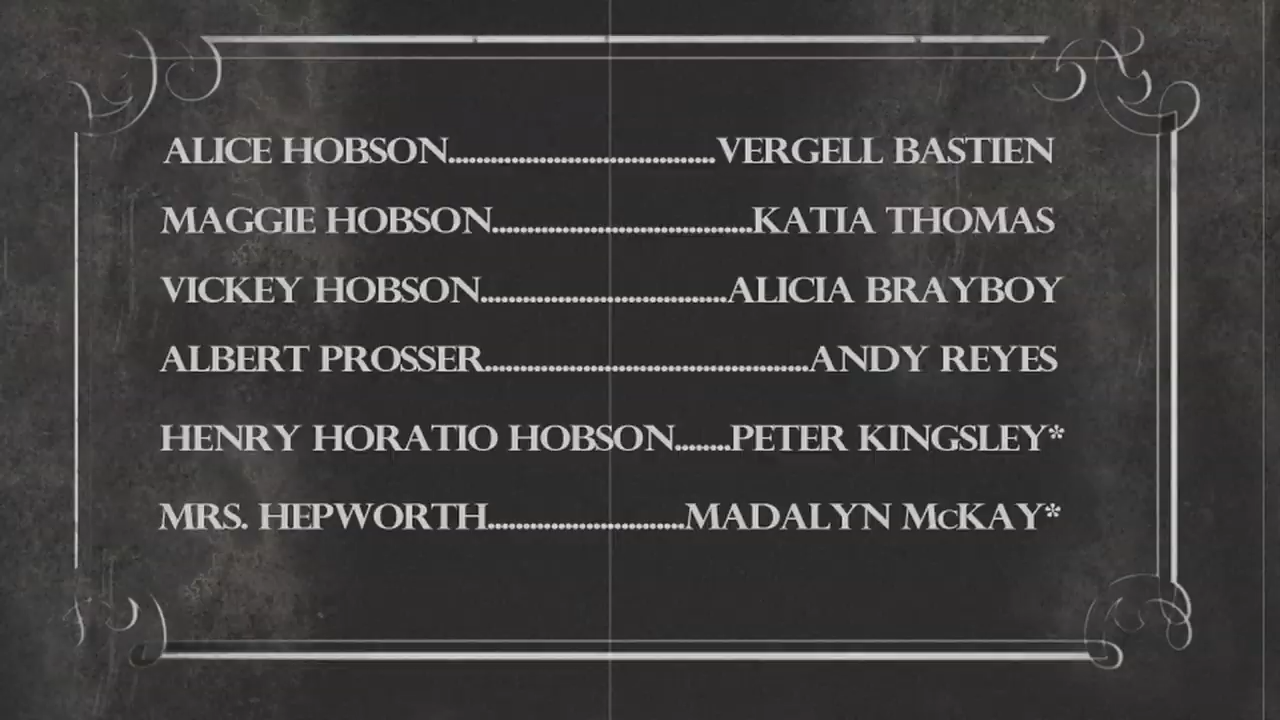 ALICE HOBSON......................................VERGELL BASTIEN
MAGGIE HOBSON.....................................KATIA THOMAS
VICKEY HOBSON...................................ALICIA BRAYBOY
ALBERT PROSSER..............................................ANDY REYES
HENRY HORATIO HOBSON........PETER KINGSLEY*
MRS. HEPWORTH............................MADALYN McKAY*